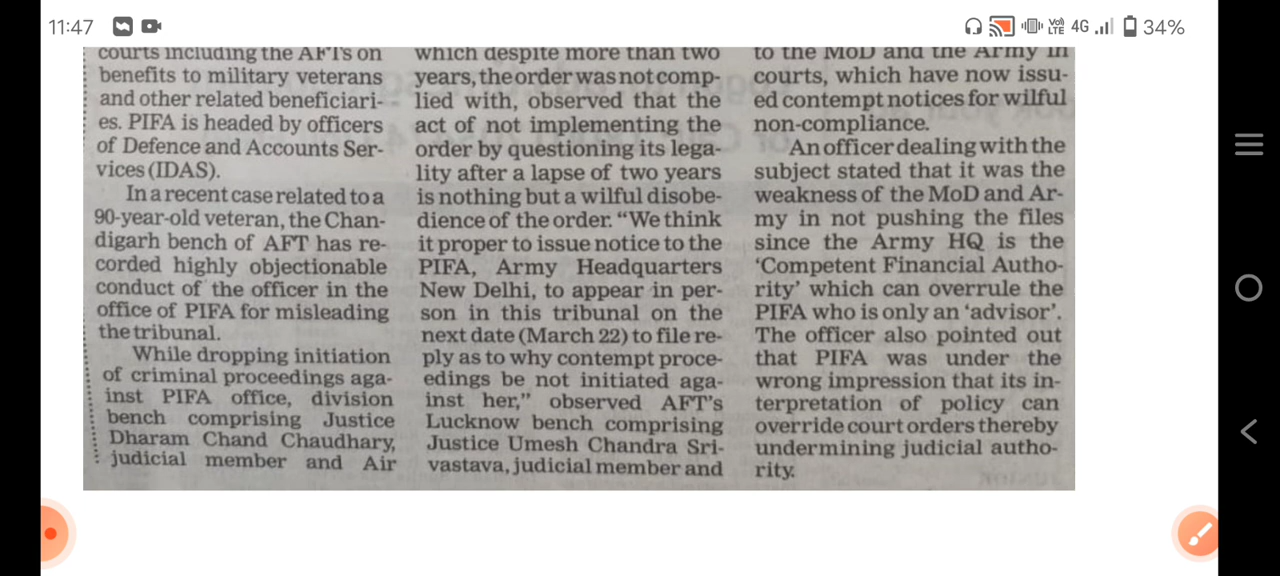 11:47
Vo)
LTE 4G 34%
courts including the AFTs on
benefits to military veterans
and other related beneficiari-
es. PIFA is headed by officers
of Defence and Accounts Ser-
vices (IDAS).
In a recent case related to a
90-year-old veteran, the Chan-
digarh bench of AFT has re-
corded highly objectionable
conduct of the officer in the
office of PIFA for misleading
the tribunal.
While dropping initiation
of criminal proceedings aga-
inst PIFA office, division
bench comprising Justice
Dharam Chand Chaudhary,
judicial member and Air
which despite more than two
years, the order was not comp-
lied with, observed that the
act of not implementing the
order by questioning its lega-
lity after a lapse of two years
is nothing but a wilful disobe-
dience of the order. “We think
it proper to issue notice to the
PIFA, Army Headquarters
New Delhi, to appear in per-
son in this tribunal on the
next date (March 22) to file re-
ply as to why contempt proce-
edings be not initiated aga-
inst her,” observed AFT’s
Lucknow bench comprising
Justice Umesh Chandra Sri-
vastava, judicial member and
to the MoD and the Army in
courts, which have now issu-
ed contempt notices for wilful
non-compliance.
An officer dealing with the
subject stated that it was the
weakness of the MoD and Ar-
my in not pushing the files
since the Army HQ is the
‘Competent Financial Autho-
rity’ which can overrule the
PIFA who is only an ‘advisor’.
The officer also pointed out
that PIFA was under the
wrong impression that its in-
terpretation of policy can
override court orders thereby
undermining judicial autho-
rity.